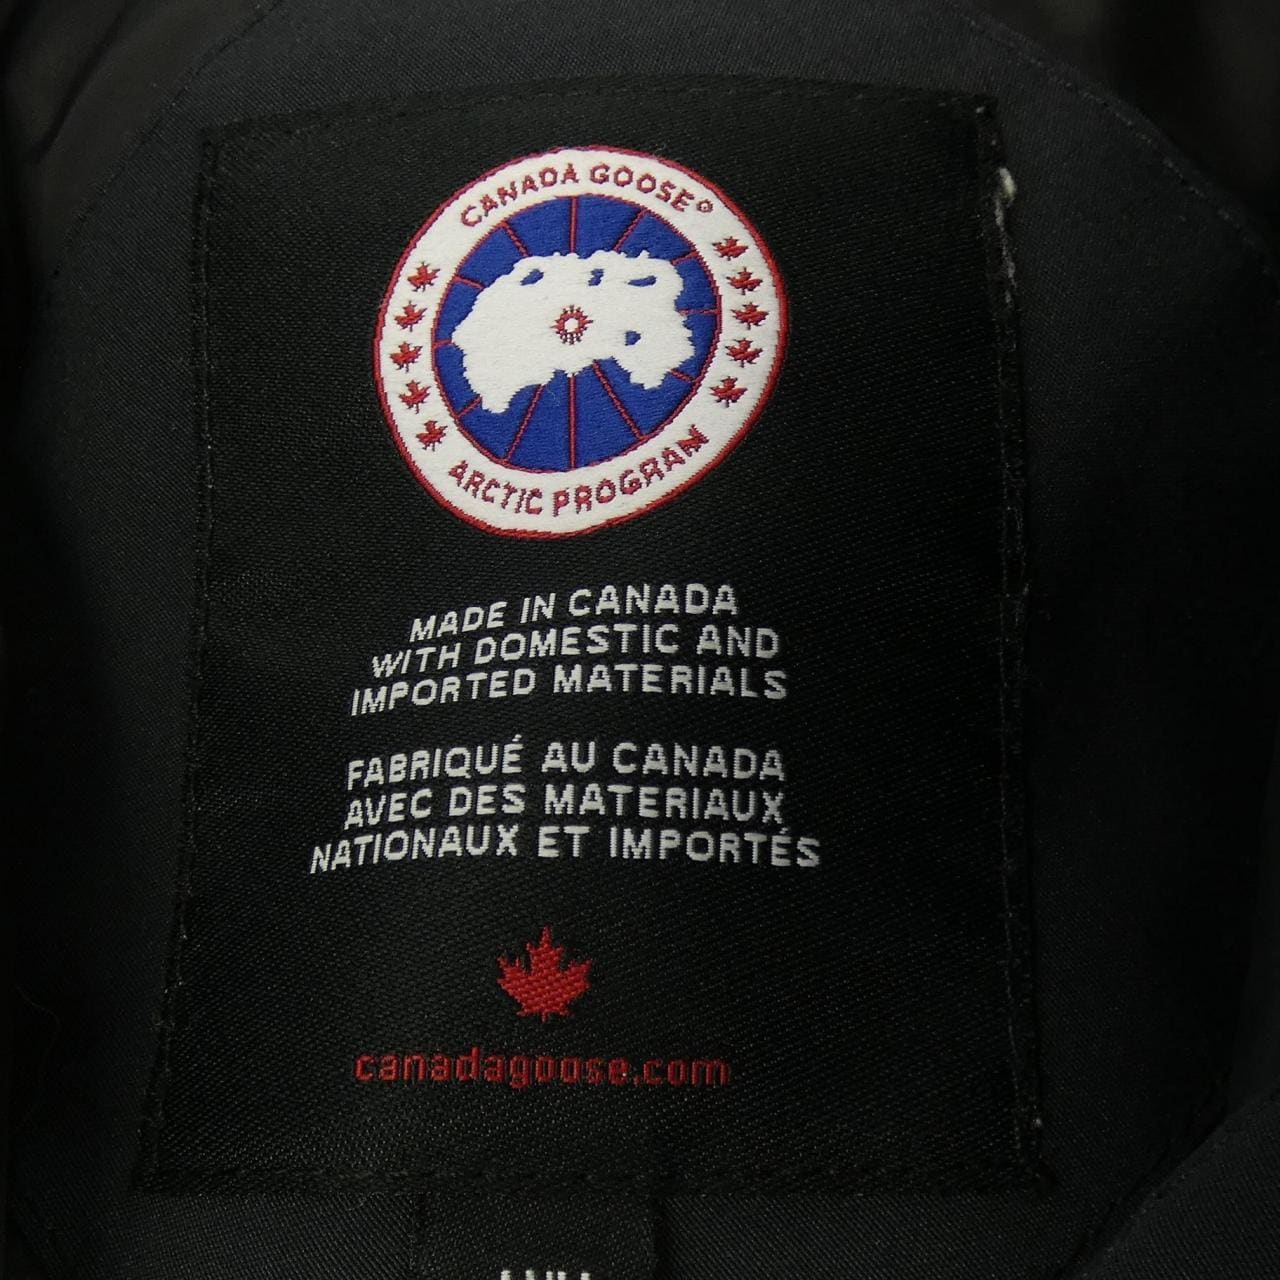 CANADA GOOSE®
ARCTIC PROGRAM
MADE IN CANADA
WITH DOMESTIC AND
IMPORTED MATERIALS
FABRIQUÉ AU CANADA
AVEC DES MATERIAUX
NATIONAUX ET IMPORTÉS
canadagoose.com